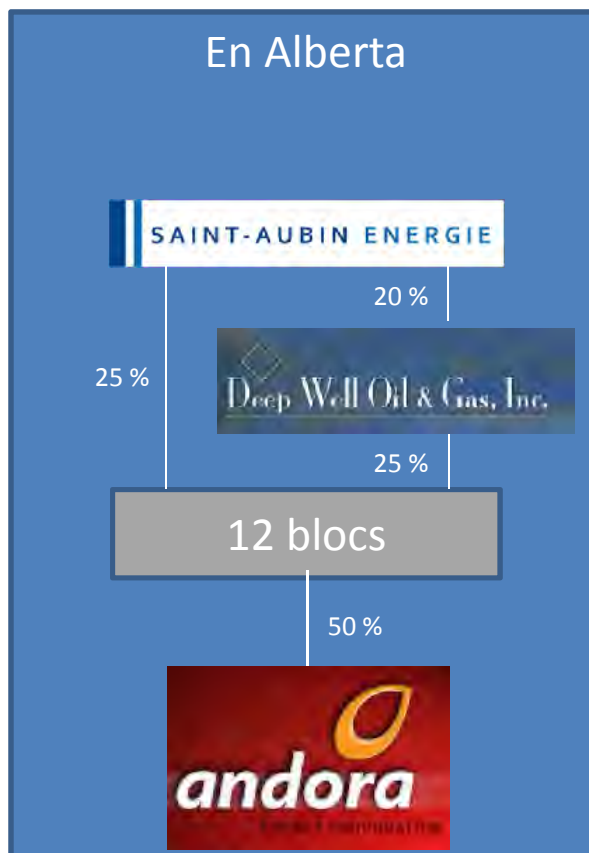 En Alberta
SAINT-AUBIN ENERGIE
20 %
25 %
Deep Well Oil & Gas, Inc.
25 %
12 blocs
50 %
andora